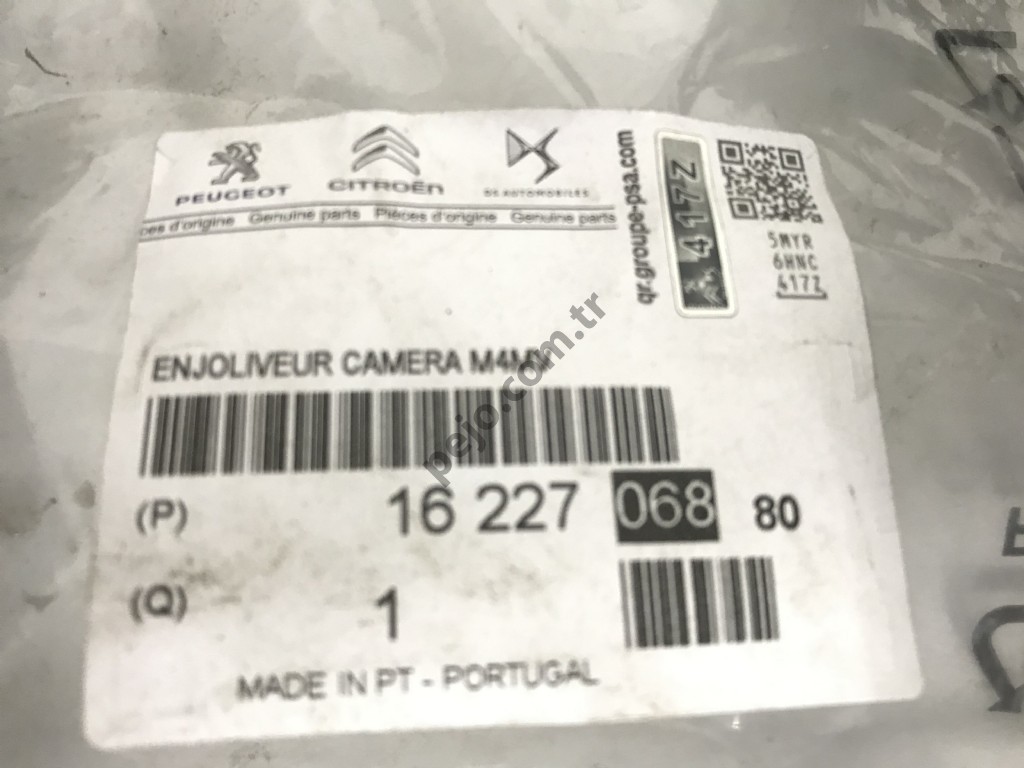 PEUGEOT CITROËN DS AUTOMOBILES
ces d'origine Genuine parts Pièces d'origine Genuine parts
qr.groupe-psa.com
417Z
5MYR
6HNC
417Z
ENJOLIVEUR CAMERA
pejo.com.tr
(P) 16 227 068 80
(Q) 1
MADE IN PT - PORTUGAL